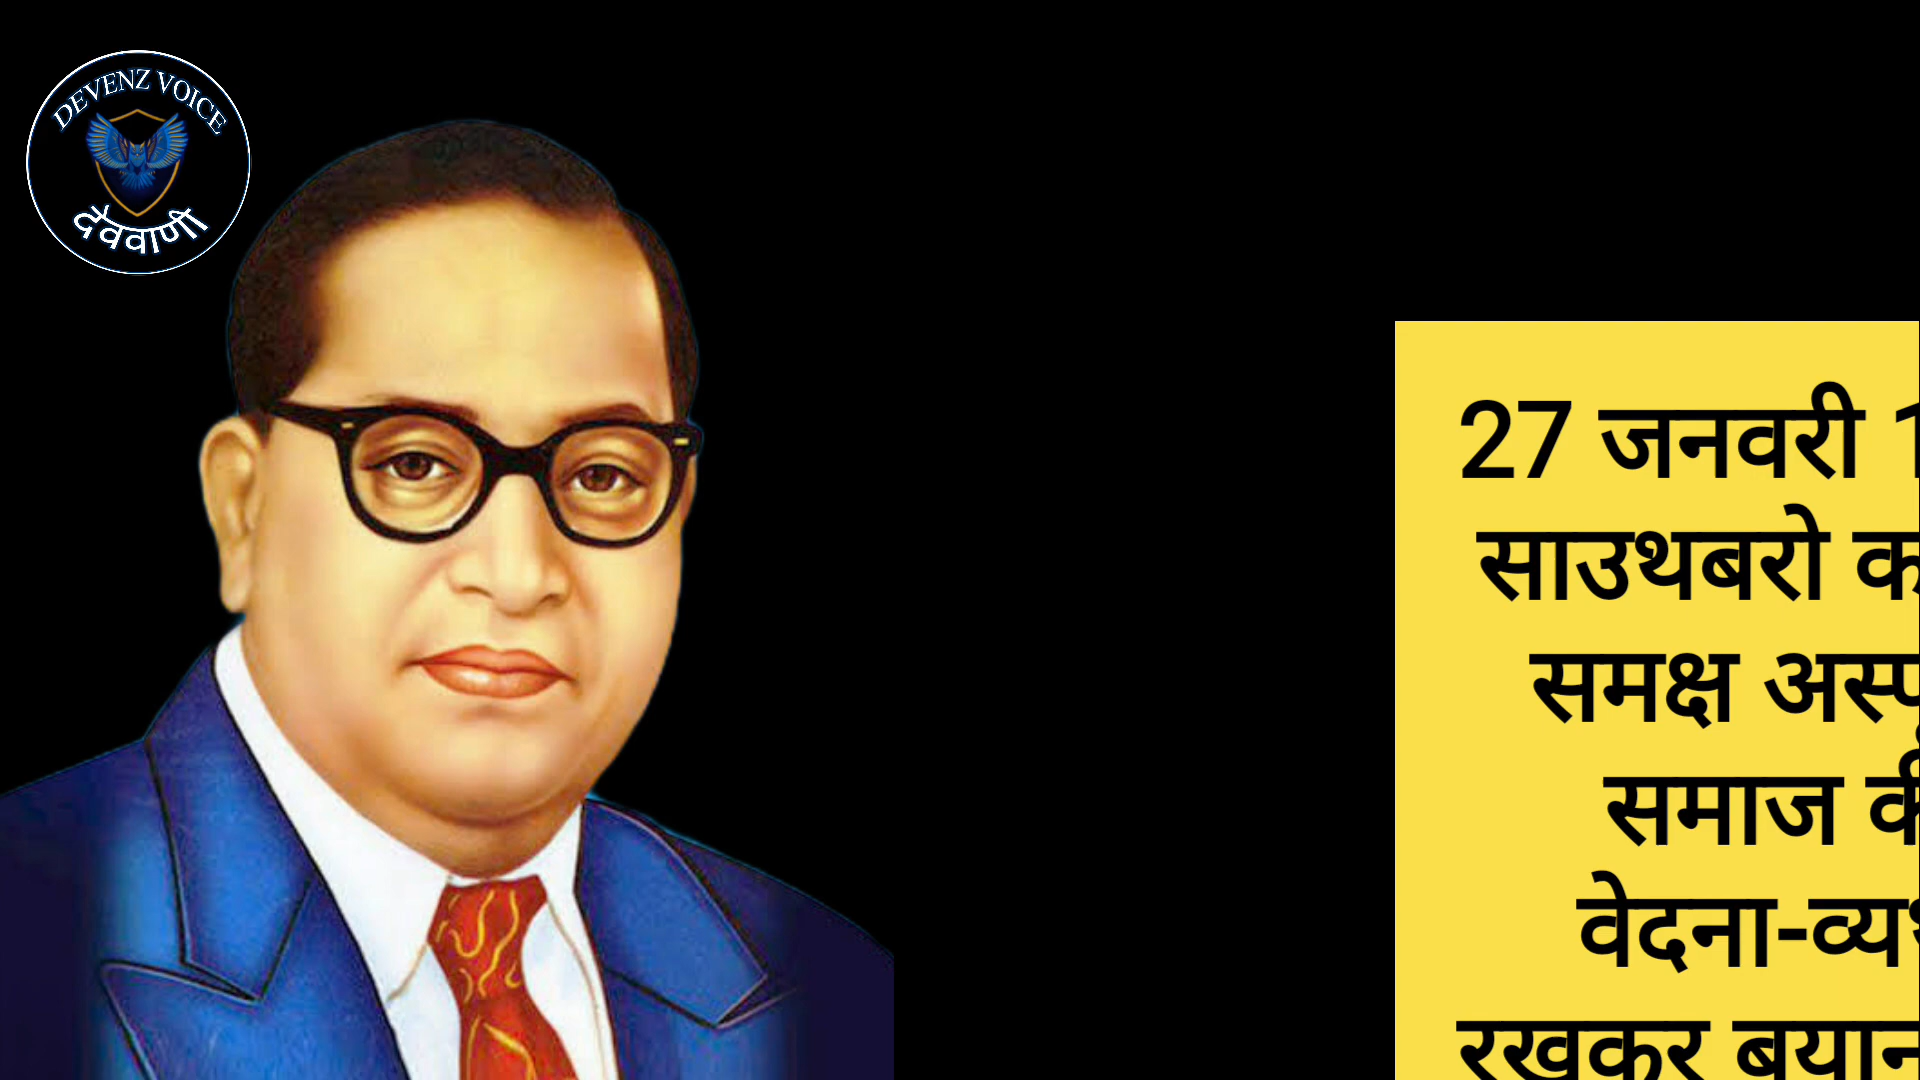 DEVENZ VOICE
देववाणी
27 जनवरी
साउथबरो
समक्ष
समाज
वेदना-
रखकर